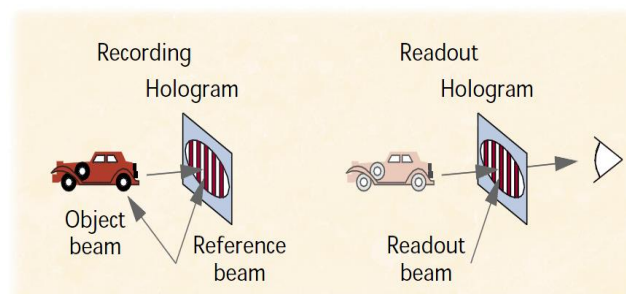 Recording
Hologram
Object
beam
Reference
beam
Readout
Hologram
Readout
beam